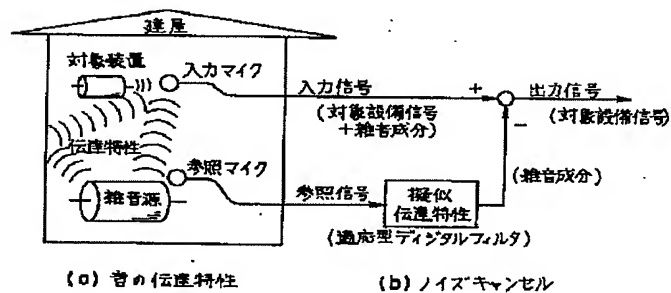 建屋
対象装置
入力マイク
伝達特性
参照マイク
雑音源
入力信号
(対象設備信号
+雑音成分)
+
出力信号
(対象設備信号)
−
(雑音成分)
参照信号
擬似
伝達特性
(適応型ディジタルフィルタ)
(a) 音の伝達特性
(b) ノイズキャンセル